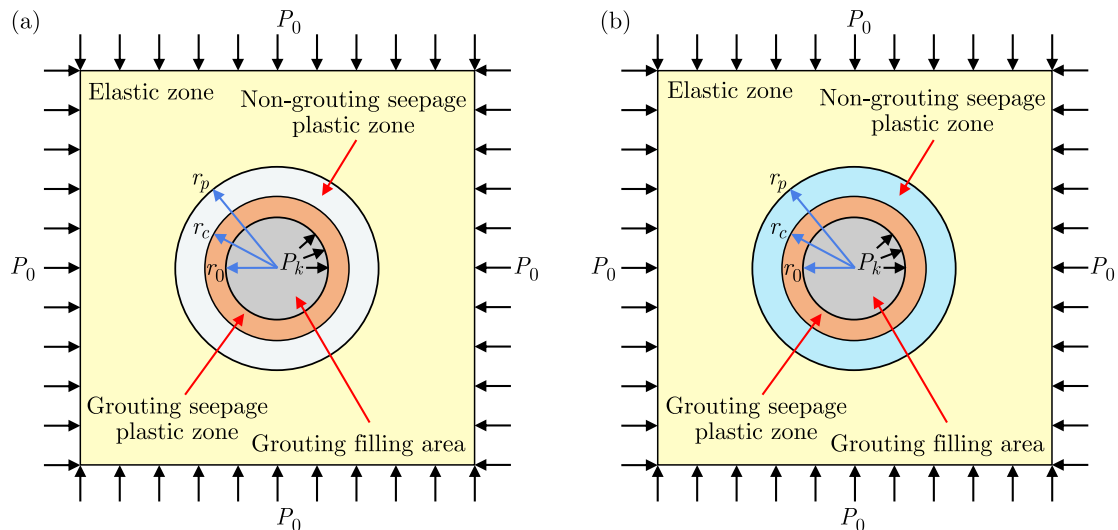 (a)
P0
Elastic zone
Non-grouting seepage
plastic zone
rp
rc
r0
Pk
P0
P0
Grouting seepage
plastic zone
Grouting filling area
P0
(b)
P0
Elastic zone
Non-grouting seepage
plastic zone
rp
rc
r0
Pk
P0
P0
Grouting seepage
plastic zone
Grouting filling area
P0